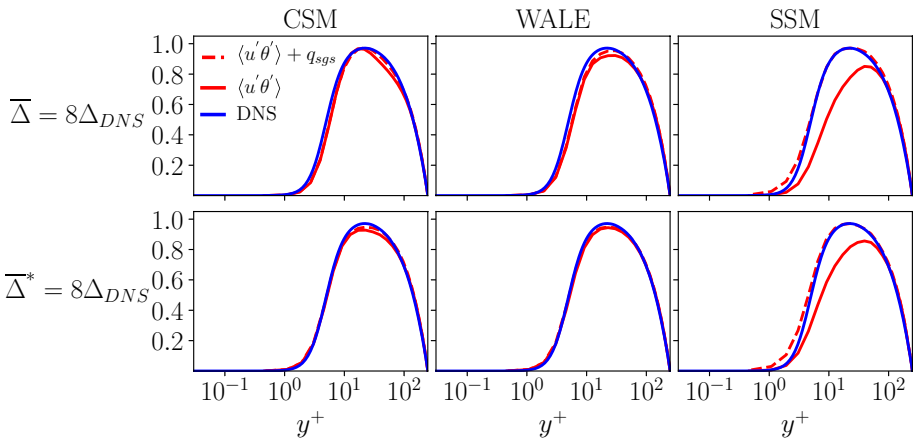 CSM WALE SSM
1.0
0.8
0.6
0.4
0.2
$\overline{\Delta} = 8\Delta_{DNS}$
$\langle u^{'}\theta^{'}\rangle + q_{sgs}$
$\langle u^{'}\theta^{'}\rangle$
DNS
1.0
0.8
0.6
0.4
0.2
$\overline{\Delta}^{*} = 8\Delta_{DNS}$
$10^{-1}$ $10^{0}$ $10^{1}$ $10^{2}$ $10^{-1}$ $10^{0}$ $10^{1}$ $10^{2}$ $10^{-1}$ $10^{0}$ $10^{1}$ $10^{2}$
$y^{+}$ $y^{+}$ $y^{+}$